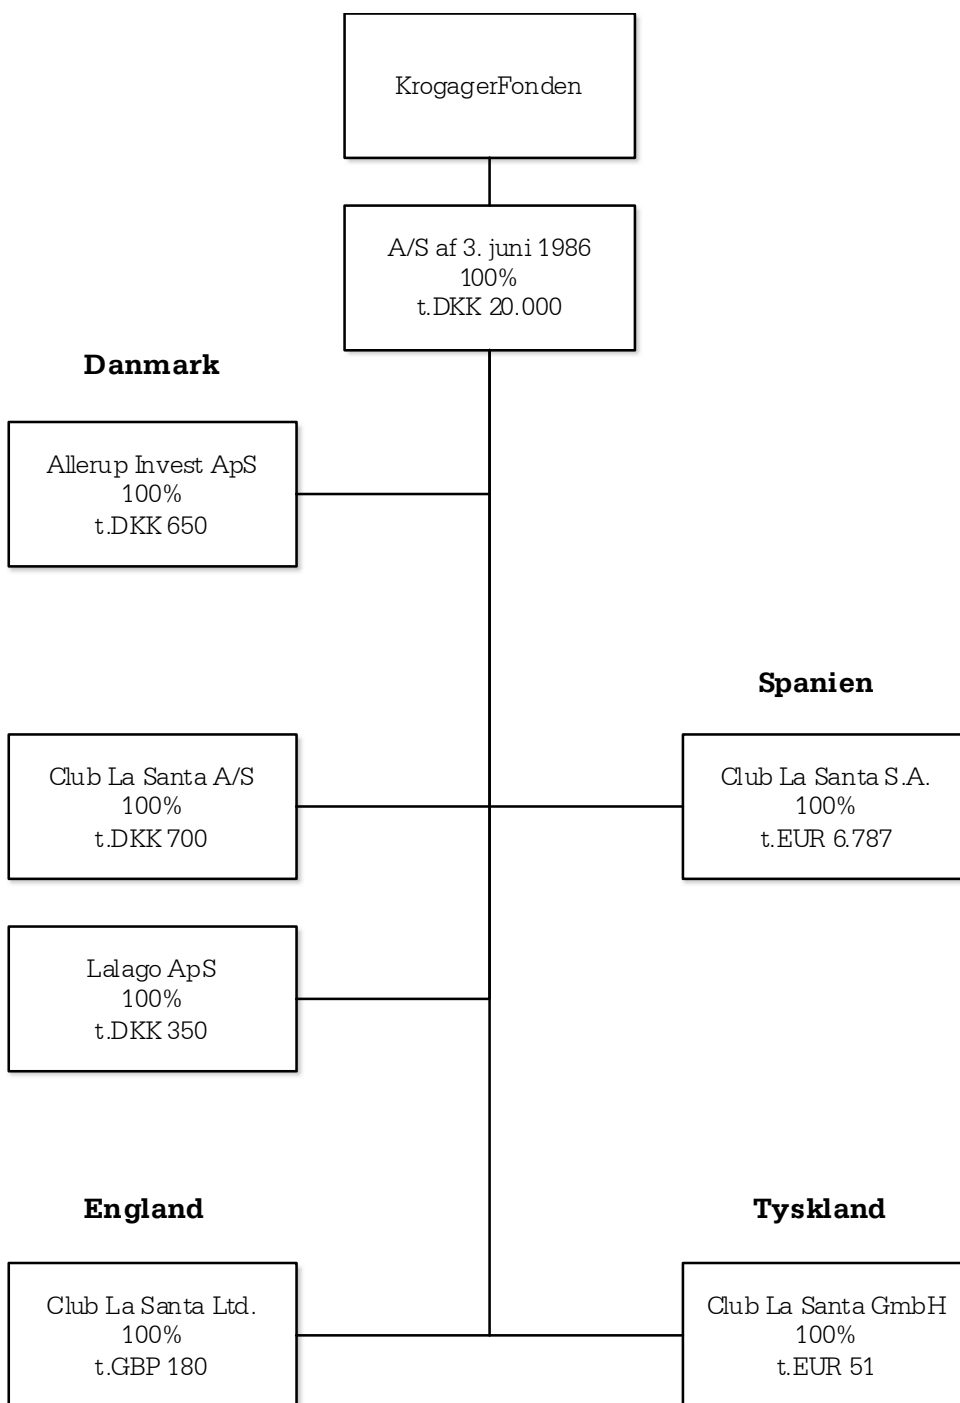 KrogagerFonden
A/S af 3. juni 1986
100%
t.DKK 20.000
Danmark
Allerup Invest ApS
100%
t.DKK 650
Spanien
Club La Santa A/S
100%
t.DKK 700
Club La Santa S.A.
100%
t.EUR 6.787
Lalago ApS
100%
t.DKK 350
England
Tyskland
Club La Santa Ltd.
100%
t.GBP 180
Club La Santa GmbH
100%
t.EUR 51